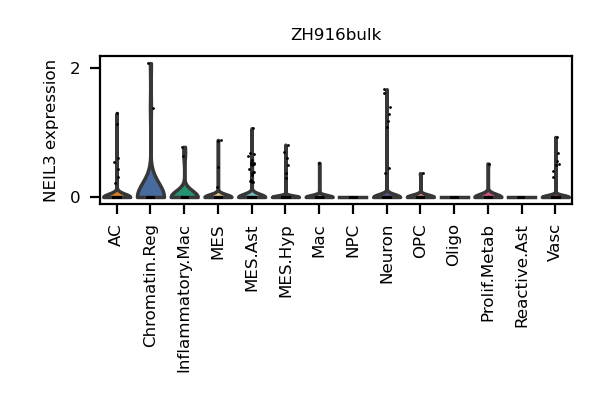 ZH916bulk
NEIL3 expression
2
0
AC
Chromatin.Reg
Inflammatory.Mac
MES
MES.Ast
MES.Hyp
Mac
NPC
Neuron
OPC
Oligo
Prolif.Metab
Reactive.Ast
Vasc